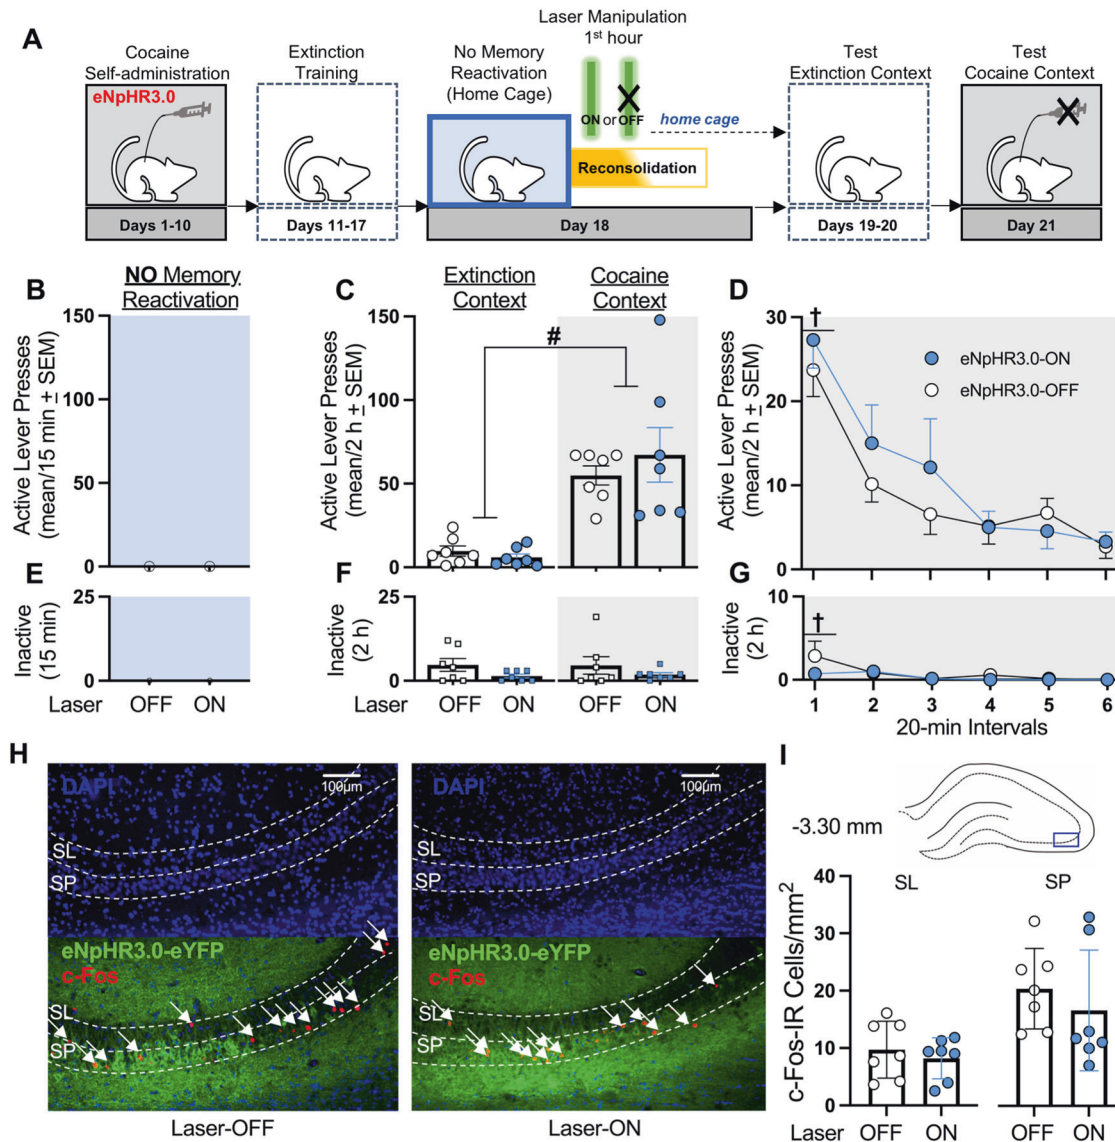 A
Cocaine
Self-administration
eNpHR3.0
Days 1-10
Extinction
Training
Days 11-17
No Memory
Reactivation
(Home Cage)
Laser Manipulation
1st hour
ON or OFF
home cage
Reconsolidation
Day 18
Test
Extinction Context
Days 19-20
Test
Cocaine Context
Day 21
B
NO Memory
Reactivation
Active Lever Presses
(mean/15 min ± SEM)
150
100
50
0
C
Extinction
Context
Cocaine
Context
Active Lever Presses
(mean/2 h ± SEM)
150
100
50
0
#
D
Active Lever Presses
(mean/2 h ± SEM)
30
20
10
0
†
eNpHR3.0-ON
eNpHR3.0-OFF
E
Inactive
(15 min)
25
0
Laser OFF ON
F
Inactive
(2 h)
25
0
OFF ON OFF ON
G
Inactive
(2 h)
10
0
†
1 2 3 4 5 6
20-min Intervals
H
DAPI
100µm
SL
SP
eNpHR3.0-eYFP
c-Fos
SL
SP
Laser-OFF
DAPI
100µm
SL
SP
eNpHR3.0-eYFP
c-Fos
SL
SP
Laser-ON
I
-3.30 mm
SL SP
c-Fos-IR Cells/mm²
40
30
20
10
0
Laser OFF ON OFF ON